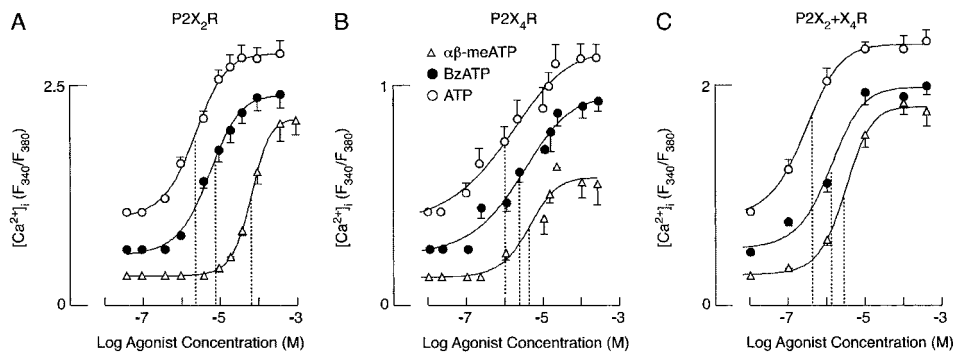 A
P2X₂R
2.5
0
[Ca²⁺]ᵢ (F₃₄₀/F₃₈₀)
-7
-5
-3
Log Agonist Concentration (M)
B
P2X₄R
αβ-meATP
BzATP
ATP
1
0
[Ca²⁺]ᵢ (F₃₄₀/F₃₈₀)
-7
-5
-3
Log Agonist Concentration (M)
C
P2X₂+X₄R
2
1
0
[Ca²⁺]ᵢ (F₃₄₀/F₃₈₀)
-7
-5
-3
Log Agonist Concentration (M)